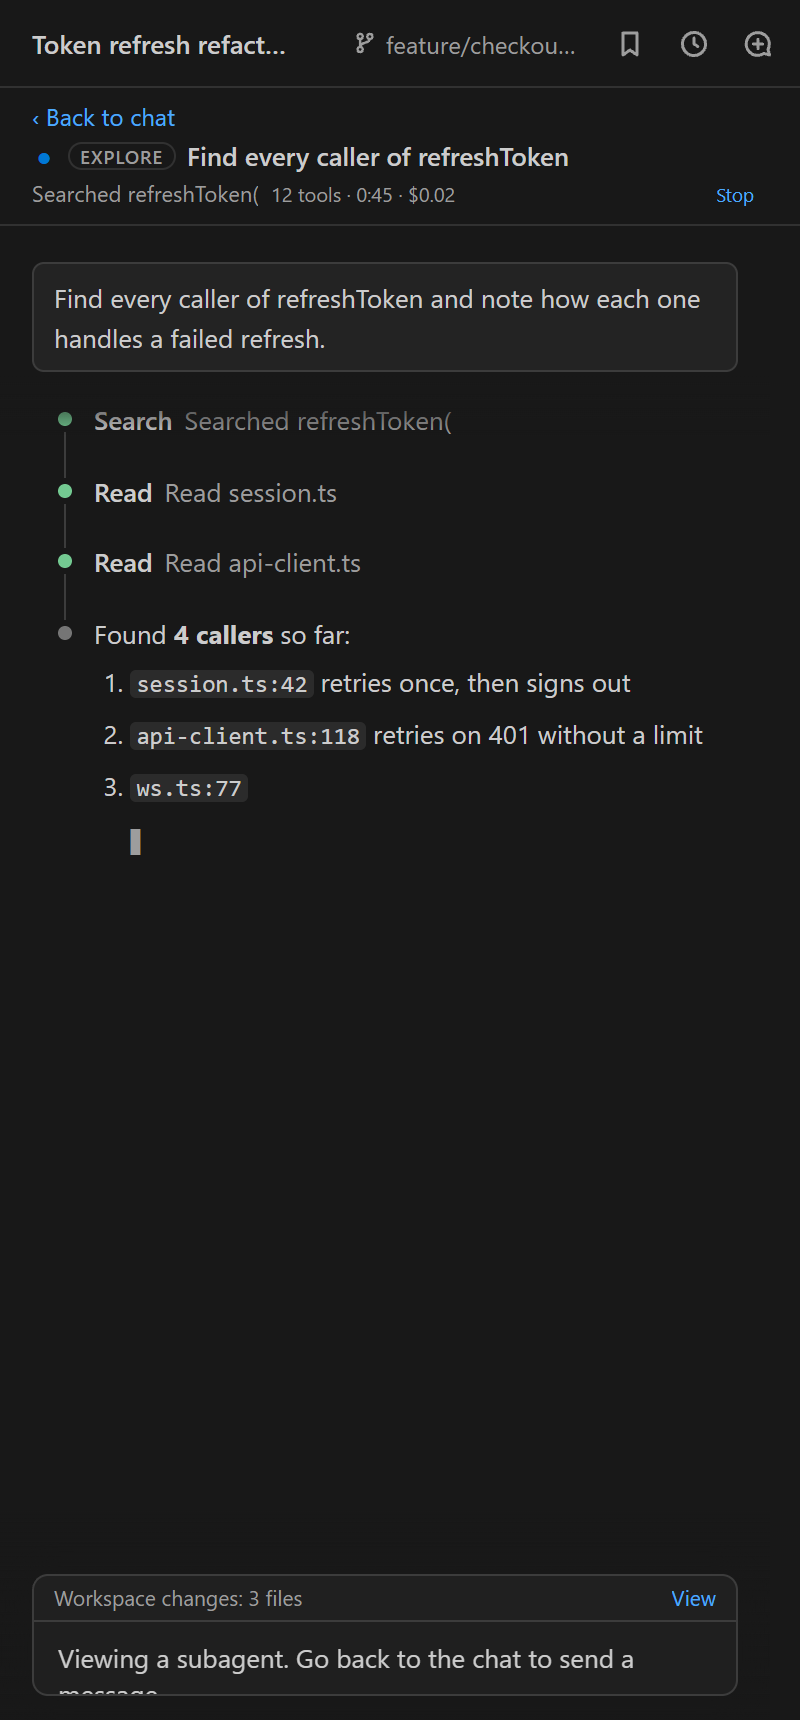 Token refresh refact...
feature/checkou...
‹ Back to chat
EXPLORE Find every caller of refreshToken
Searched refreshToken( 12 tools · 0:45 · $0.02
Stop
Find every caller of refreshToken and note how each one
handles a failed refresh.
Search Searched refreshToken(
Read Read session.ts
Read Read api-client.ts
Found 4 callers so far:
1. session.ts:42 retries once, then signs out
2. api-client.ts:118 retries on 401 without a limit
3. ws.ts:77
Workspace changes: 3 files
View
Viewing a subagent. Go back to the chat to send a
message